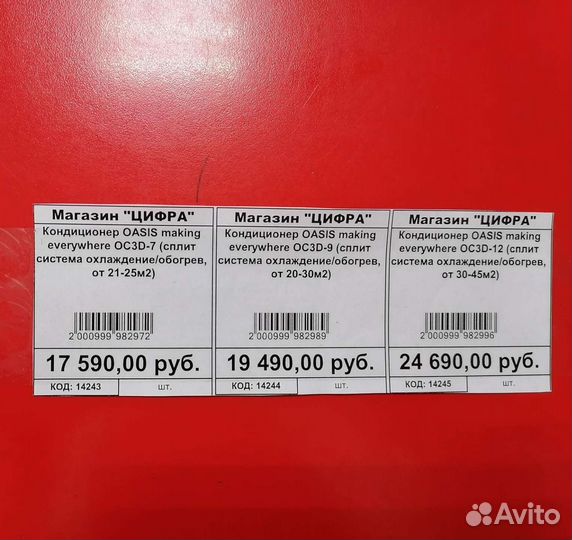 Магазин "ЦИФРА"
Кондиционер OASIS making
everywhere OC3D-7 (сплит
система охлаждение/обогрев,
от 21-25м2)
2 000999 982972
17 590,00 руб.
КОД: 14243
шт.
Магазин "ЦИФРА"
Кондиционер OASIS making
everywhere OC3D-9 (сплит
система охлаждение/обогрев,
от 20-30м2)
2 000999 982989
19 490,00 руб.
КОД: 14244
шт.
Магазин "ЦИФРА"
Кондиционер OASIS making
everywhere OC3D-12 (сплит
система охлаждение/обогрев,
от 30-45м2)
2 000999 982996
24 690,00 руб.
КОД: 14245
шт.
Avito